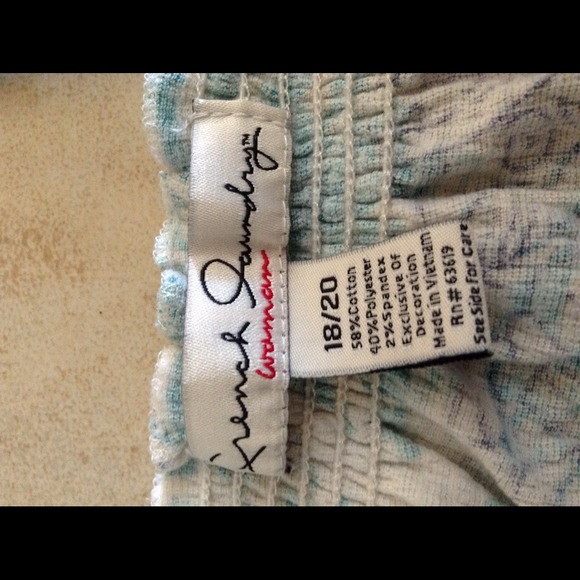 French Laundry™
woman
18/20
58%Cotton
40%Polyester
2%Spandex
Exclusive Of
Decoration
Made in Vietnam
Rn# 63619
See Side For Care